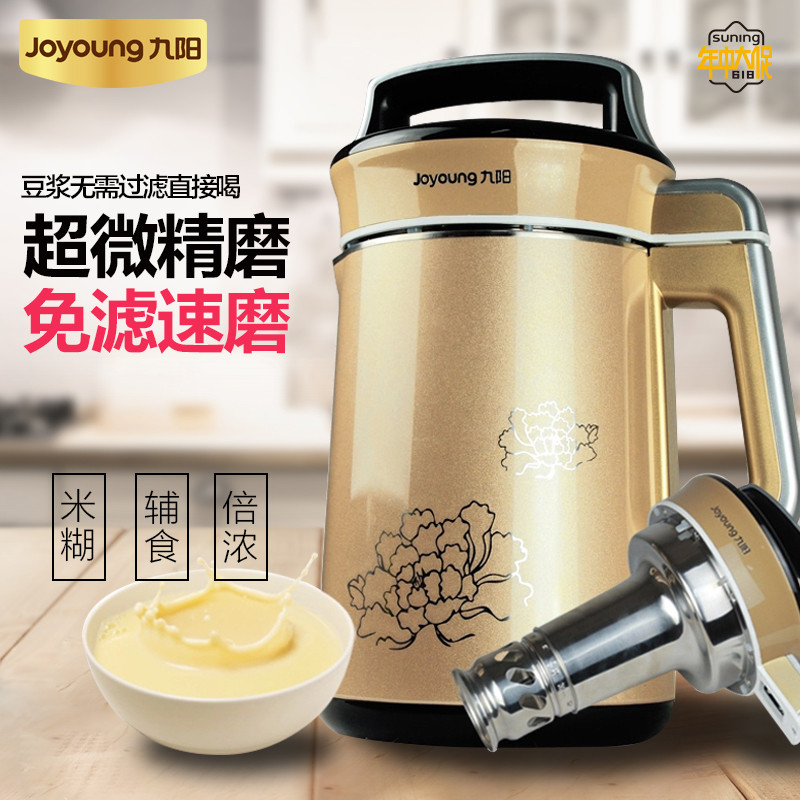 Joyoung 九阳
suning
年中大促
618
Joyoung 九阳
豆浆无需过滤直接喝
超微精磨
免滤速磨
米糊
辅食
倍浓
Joyoung 九阳